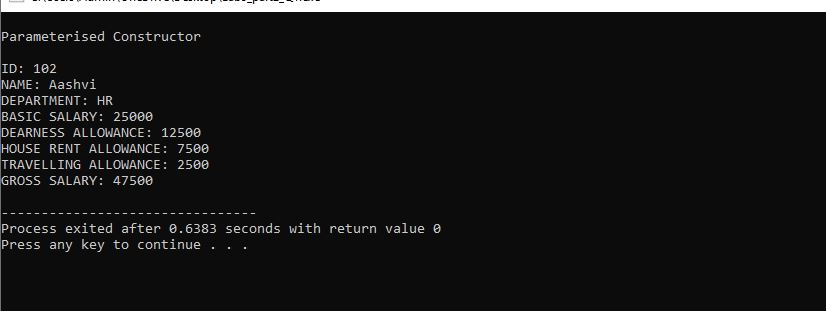 Parameterised Constructor
ID: 102
NAME: Aashvi
DEPARTMENT: HR
BASIC SALARY: 25000
DEARNESS ALLOWANCE: 12500
HOUSE RENT ALLOWANCE: 7500
TRAVELLING ALLOWANCE: 2500
GROSS SALARY: 47500
--------------------------------
Process exited after 0.6383 seconds with return value 0
Press any key to continue . . .